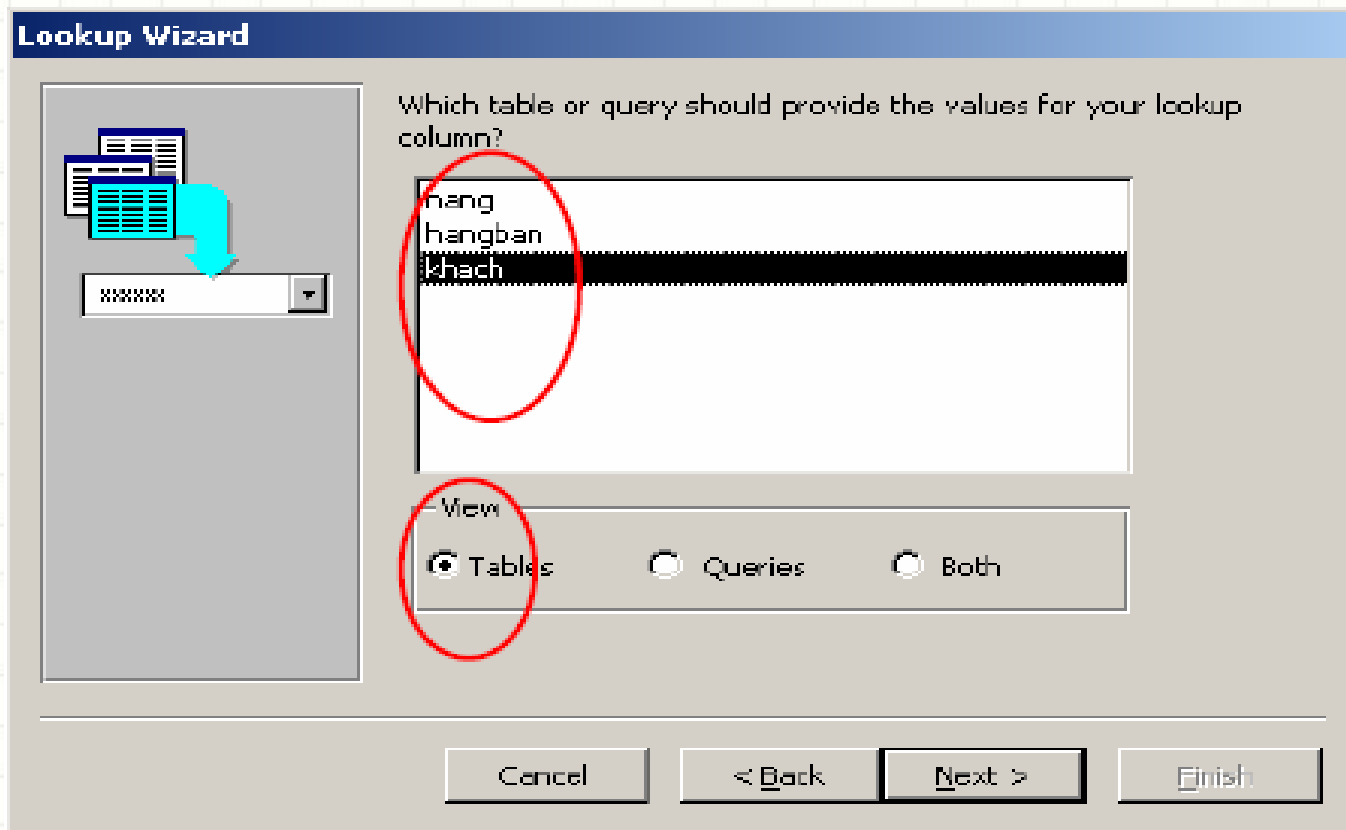 Lookup Wizard
Which table or query should provide the values for your lookup
column?
hang
hangban
khach
xxxxxx
View
Tables
Queries
Both
Cancel
< Back
Next >
Finish